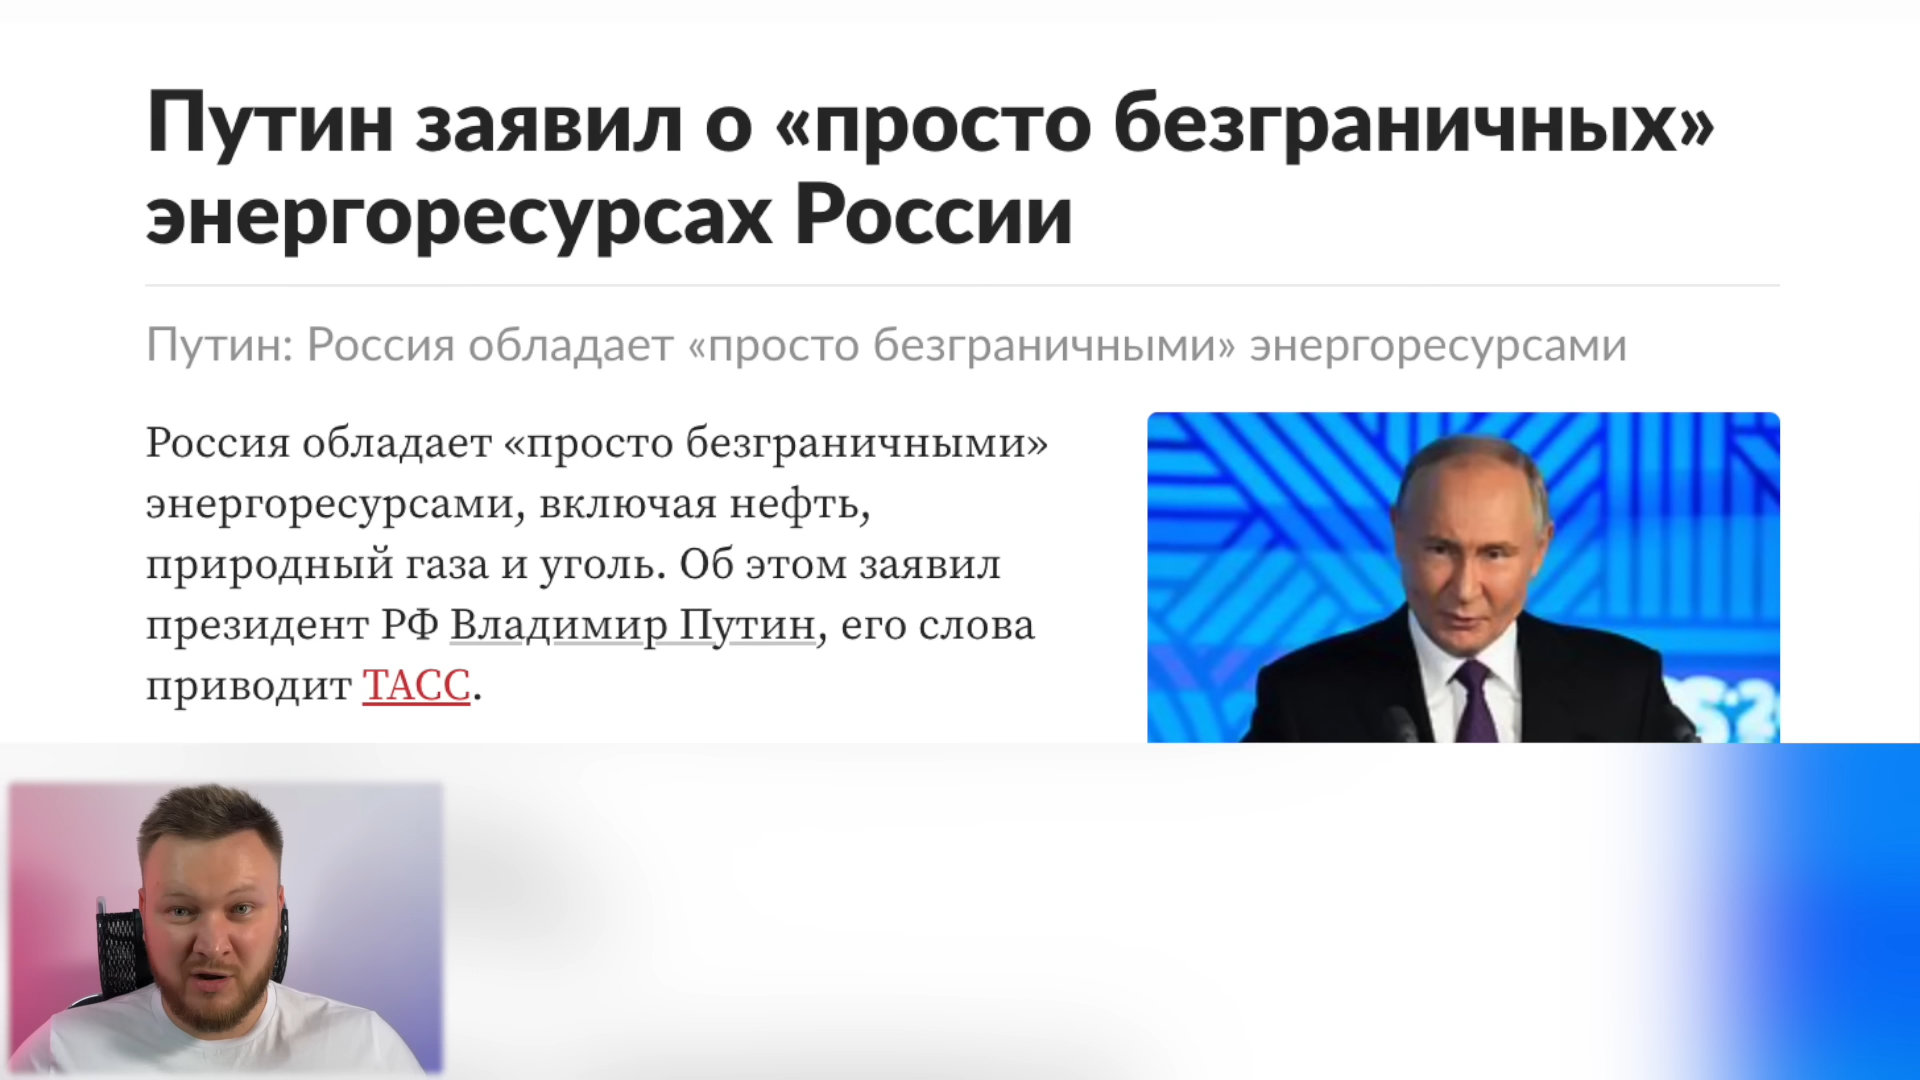 Путин заявил о «просто безграничных»
энергоресурсах России
Путин: Россия обладает «просто безграничными» энергоресурсами
Россия обладает «просто безграничными»
энергоресурсами, включая нефть,
природный газа и уголь. Об этом заявил
президент РФ Владимир Путин, его слова
приводит ТАСС.